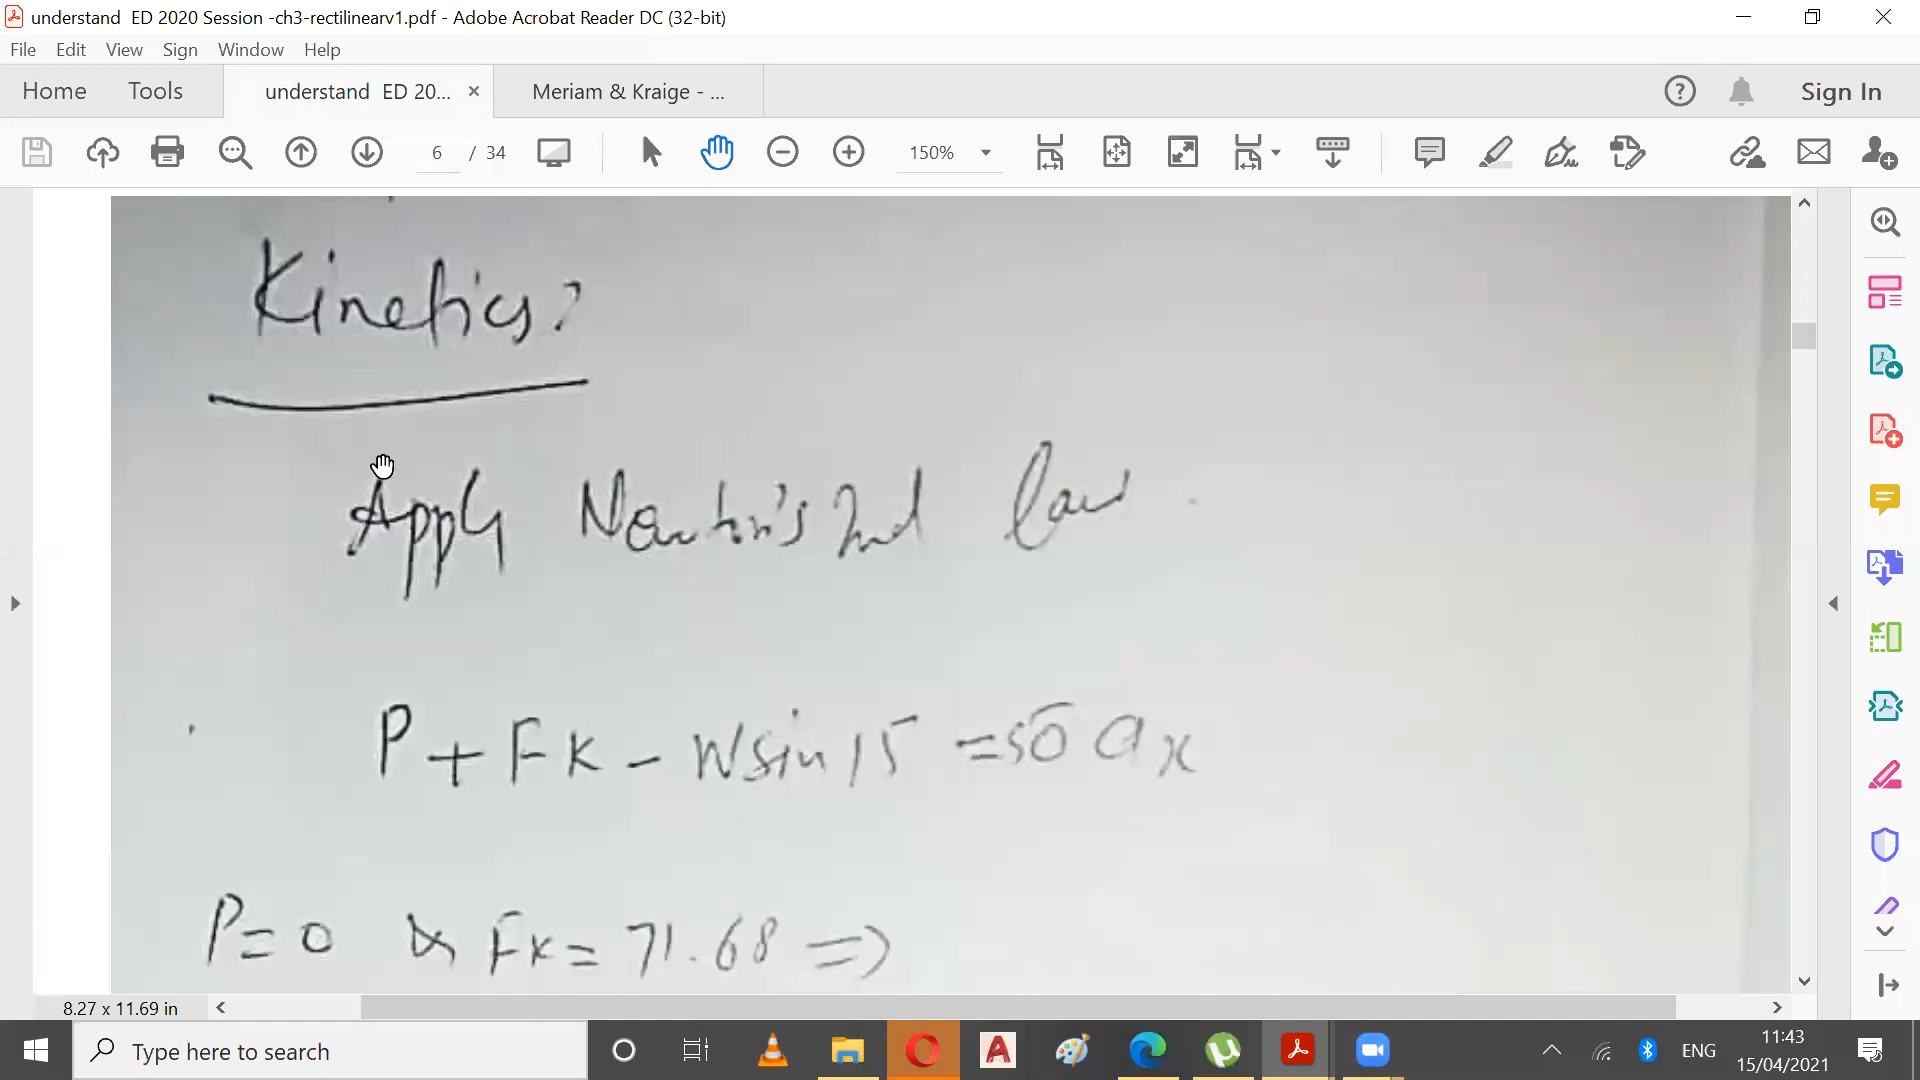 understand ED 2020 Session -ch3-rectilinearv1.pdf - Adobe Acrobat Reader DC (32-bit)
File Edit View Sign Window Help
Home Tools understand ED 20... × Meriam & Kraige - ... Sign In
6 / 34 150%
Kinetics:
Apply Newton's 2nd law.
P + FK - W sin 15 = 50 ax
P = 0 & FK = 71.68 =>
8.27 x 11.69 in
Type here to search
ENG
11:43
15/04/2021